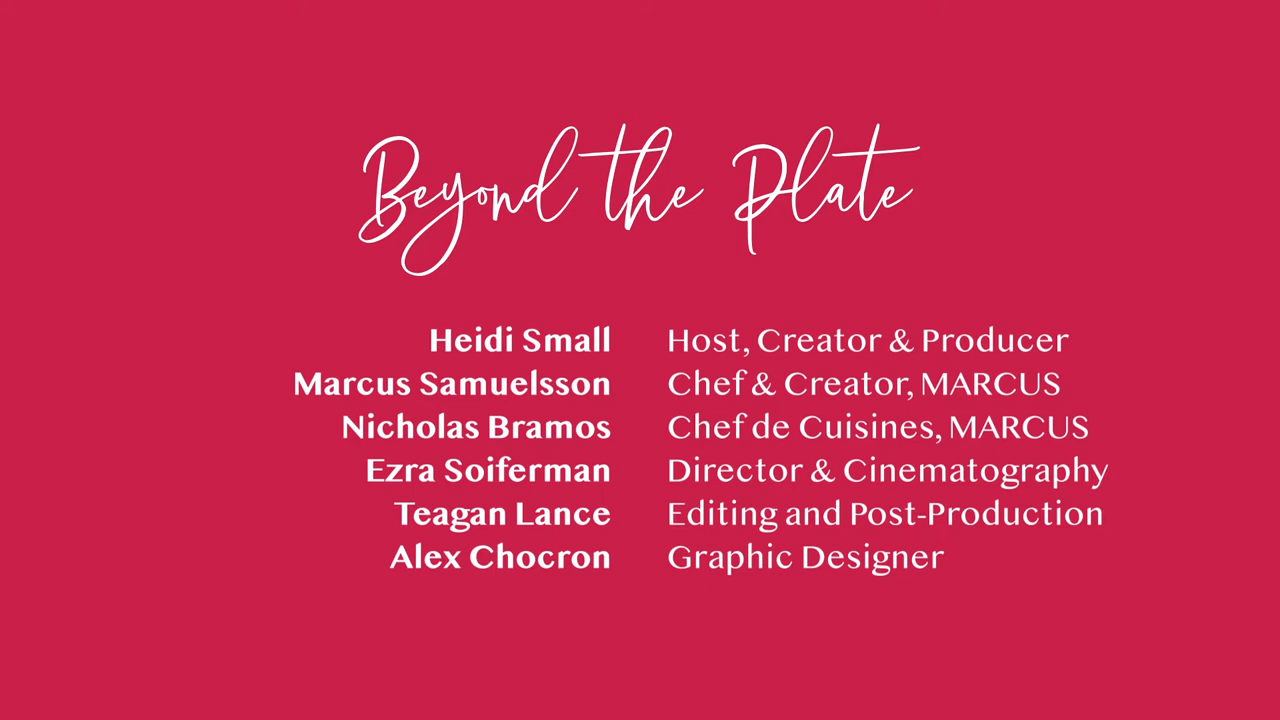 Beyond the Plate
Heidi Small Host, Creator & Producer
Marcus Samuelsson Chef & Creator, MARCUS
Nicholas Bramos Chef de Cuisines, MARCUS
Ezra Soiferman Director & Cinematography
Teagan Lance Editing and Post-Production
Alex Chocron Graphic Designer